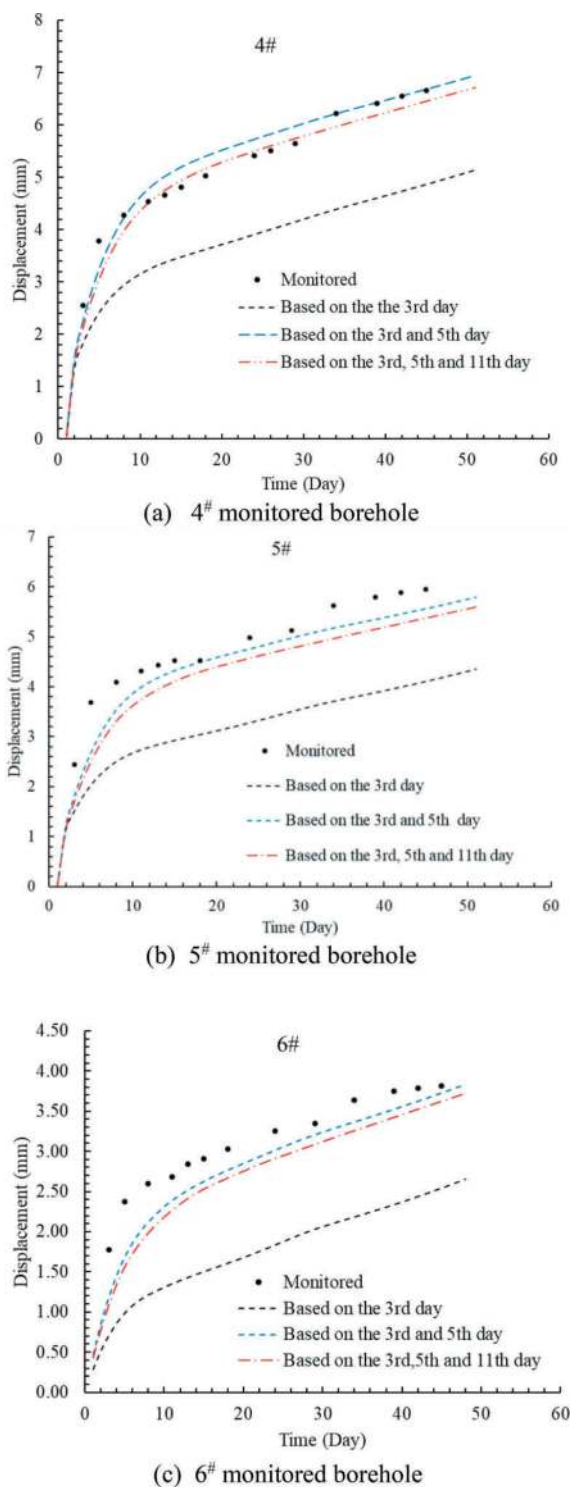 4#
8
7
6
5
4
3
2
1
0
Displacement (mm)
Monitored
Based on the the 3rd day
Based on the 3rd and 5th day
Based on the 3rd, 5th and 11th day
0 10 20 30 40 50 60
Time (Day)
(a) 4# monitored borehole
5#
7
6
5
4
3
2
1
0
Displacement (mm)
Monitored
Based on the 3rd day
Based on the 3rd and 5th day
Based on the 3rd, 5th and 11th day
0 10 20 30 40 50 60
Time (Day)
(b) 5# monitored borehole
6#
4.50
4.00
3.50
3.00
2.50
2.00
1.50
1.00
0.50
0.00
Displacement (mm)
Monitored
Based on the 3rd day
Based on the 3rd and 5th day
Based on the 3rd,5th and 11th day
0 10 20 30 40 50 60
Time (Day)
(c) 6# monitored borehole